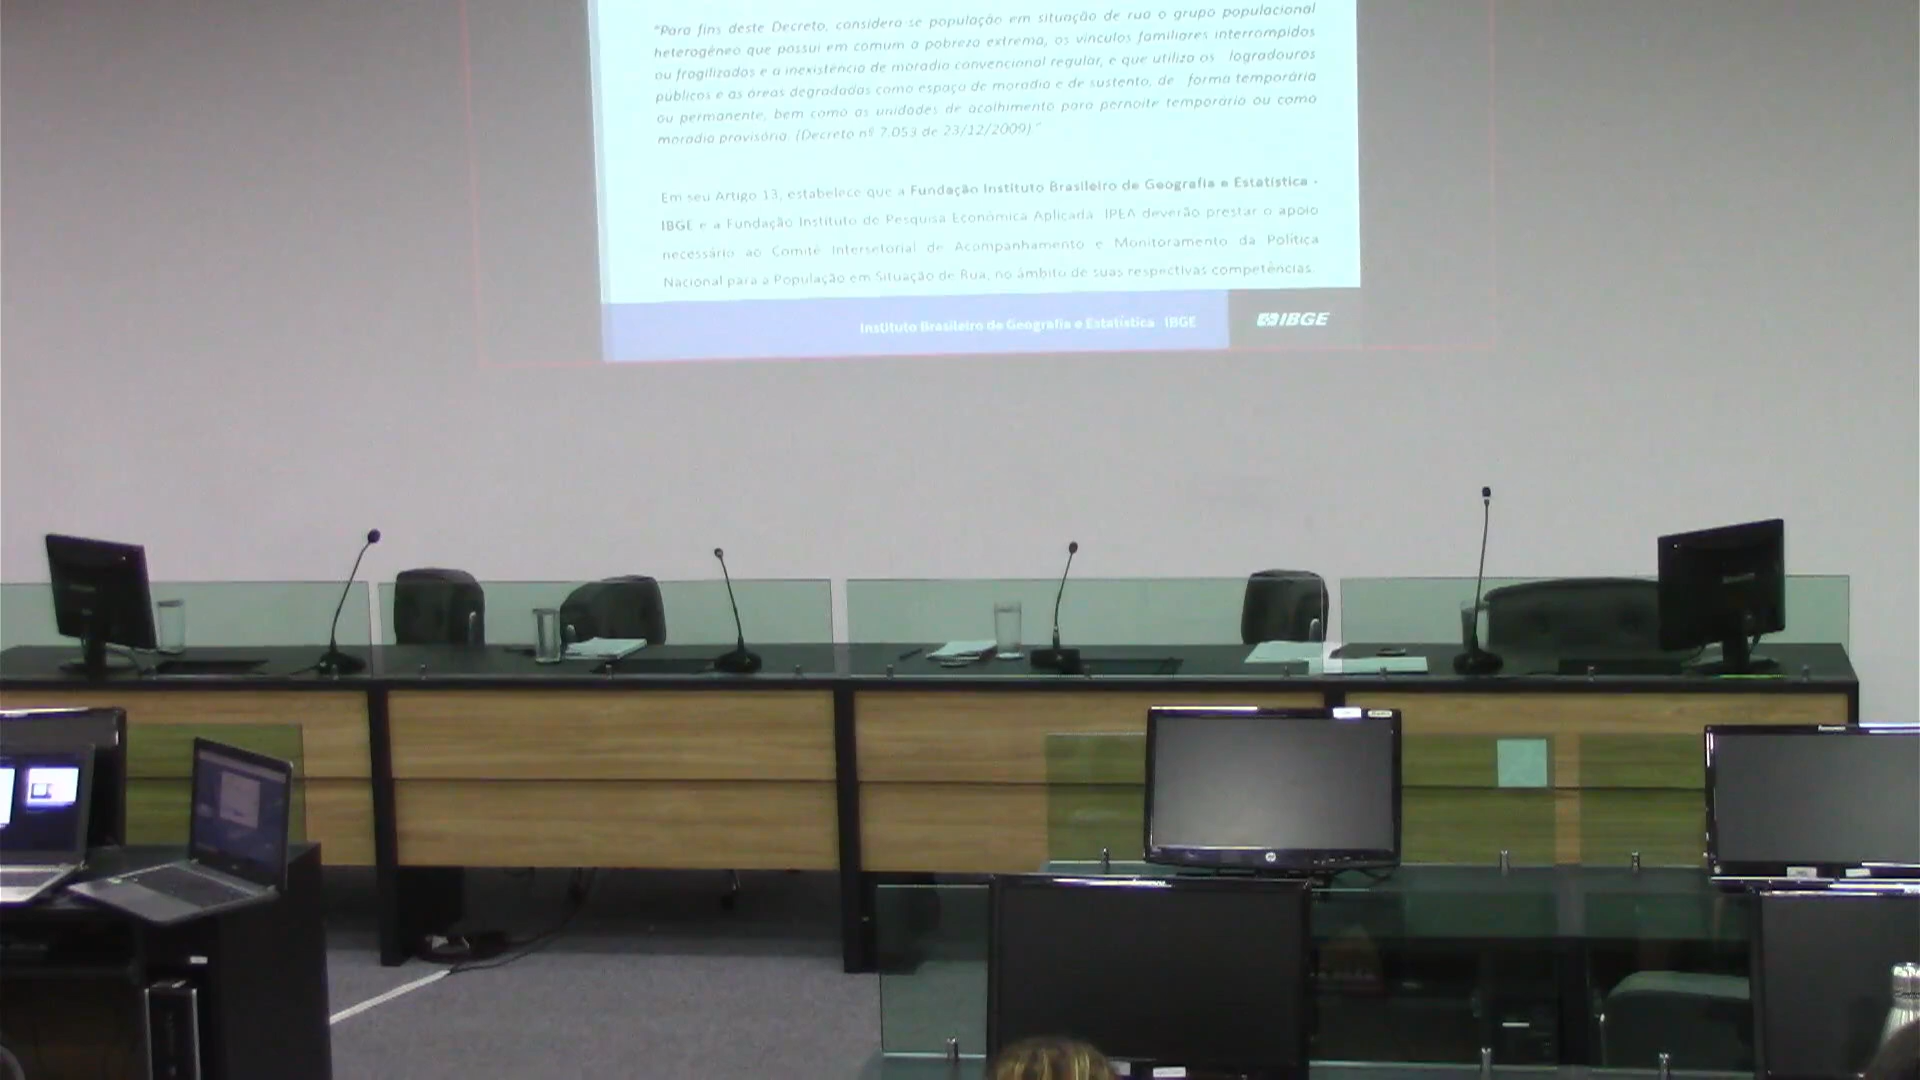 "Para fins deste Decreto, considera-se população em situação de rua o grupo populacional
heterogêneo que possui em comum a pobreza extrema, os vínculos familiares interrompidos
ou fragilizados e a inexistência de moradia convencional regular, e que utiliza os logradouros
públicos e as áreas degradadas como espaço de moradia e de sustento, de forma temporária
ou permanente, bem como as unidades de acolhimento para pernoite temporário ou como
moradia provisória. (Decreto nº 7.053 de 23/12/2009)."
Em seu Artigo 13, estabelece que a Fundação Instituto Brasileiro de Geografia e Estatística -
IBGE e a Fundação Instituto de Pesquisa Econômica Aplicada IPEA deverão prestar o apoio
necessário ao Comitê Intersetorial de Acompanhamento e Monitoramento da Política
Nacional para a População em Situação de Rua, no âmbito de suas respectivas competências.
Instituto Brasileiro de Geografia e Estatística IBGE
IBGE
hp